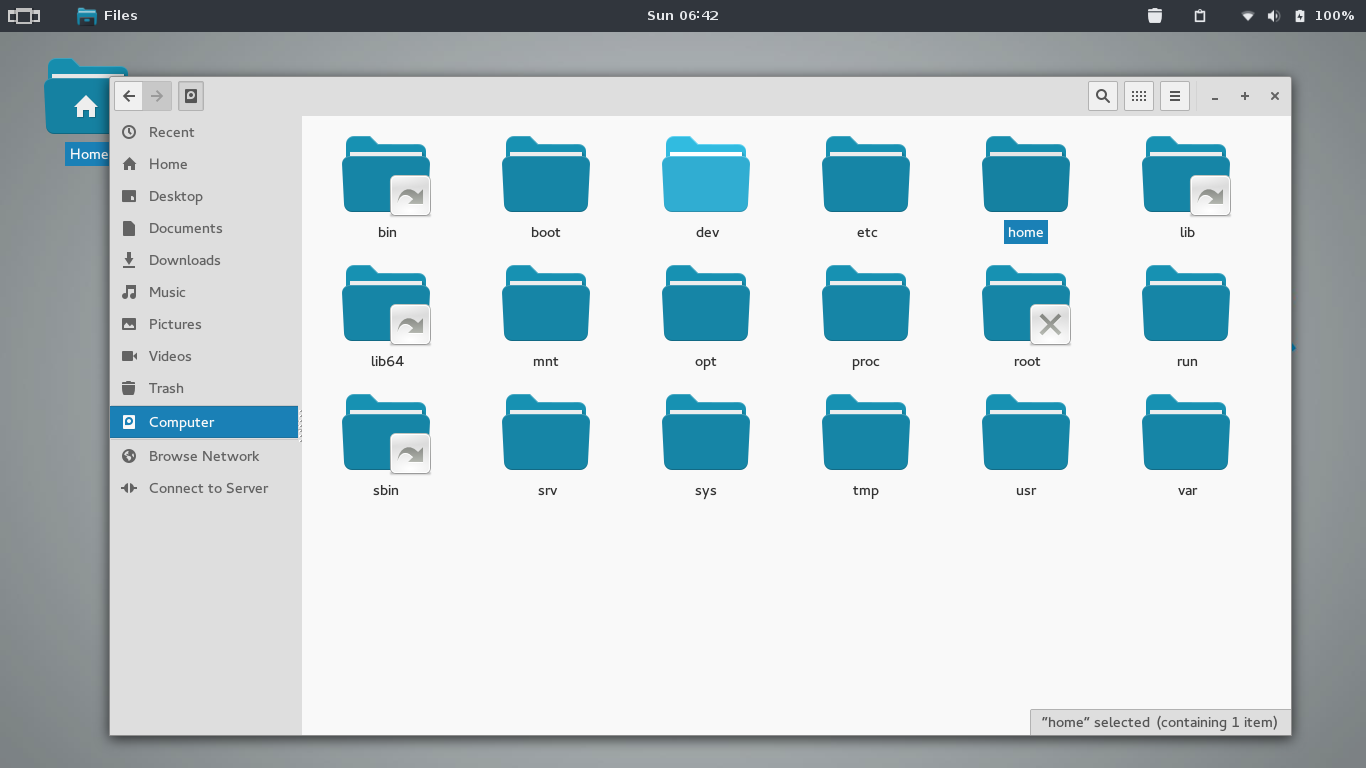 Files
Sun 06:42
100%
Home
Recent
Home
Desktop
Documents
Downloads
Music
Pictures
Videos
Trash
Computer
Browse Network
Connect to Server
bin boot dev etc home lib
lib64 mnt opt proc root run
sbin srv sys tmp usr var
"home" selected (containing 1 item)